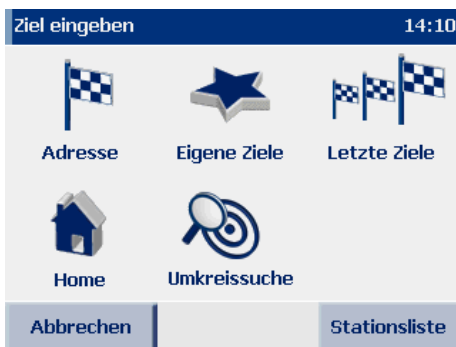 Ziel eingeben 14:10
Adresse Eigene Ziele Letzte Ziele
Home Umkreissuche
Abbrechen Stationsliste